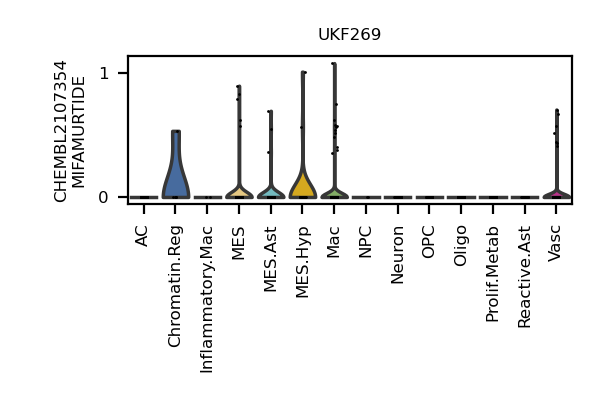 UKF269
CHEMBL2107354
MIFAMURTIDE
1
0
AC
Chromatin.Reg
Inflammatory.Mac
MES
MES.Ast
MES.Hyp
Mac
NPC
Neuron
OPC
Oligo
Prolif.Metab
Reactive.Ast
Vasc